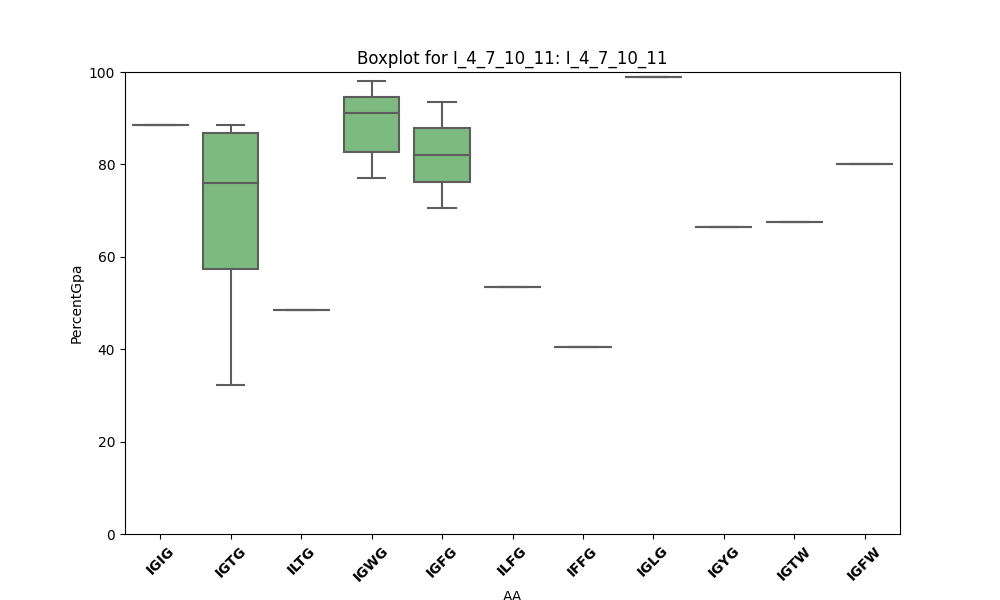 Boxplot for I_4_7_10_11: I_4_7_10_11
PercentGpa
100
80
60
40
20
0
IGIG IGTG ILTG IGWG IGFG ILFG IFFG IGLG IGYG IGTW IGFW
AA